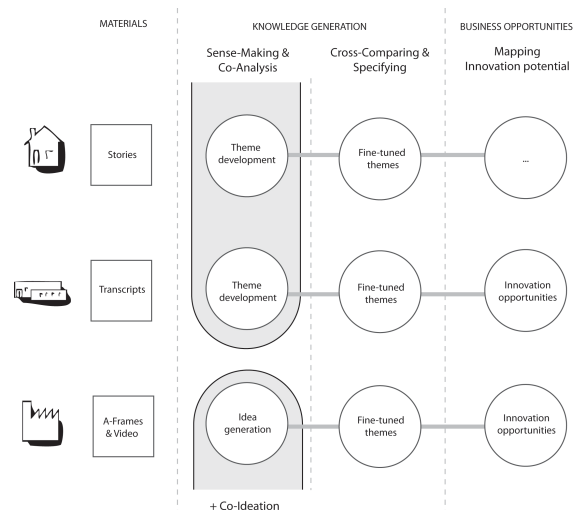 MATERIALS
KNOWLEDGE GENERATION
BUSINESS OPPORTUNITIES
Sense-Making &
Co-Analysis
Cross-Comparing &
Specifying
Mapping
Innovation potential
Stories
Theme
development
Fine-tuned
themes
...
Transcripts
Theme
development
Fine-tuned
themes
Innovation
opportunities
A-Frames
& Video
Idea
generation
Fine-tuned
themes
Innovation
opportunities
+ Co-Ideation